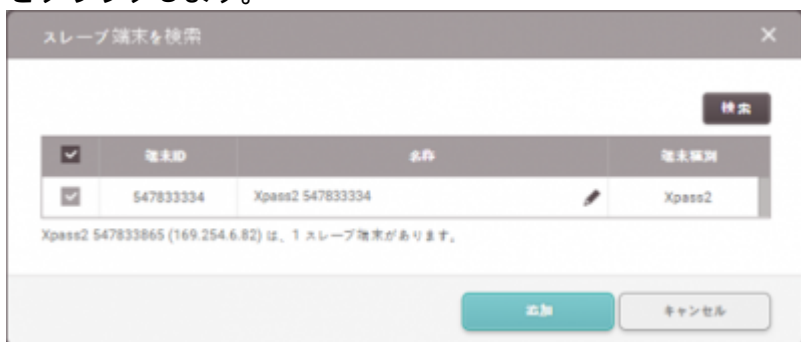 をクリックします。
スレーブ端末を検索
検索
端末ID 名称 端末種別
547833334 Xpass2 547833334 Xpass2
Xpass2 547833865 (169.254.6.82) は、1 スレーブ端末があります。
追加 キャンセル